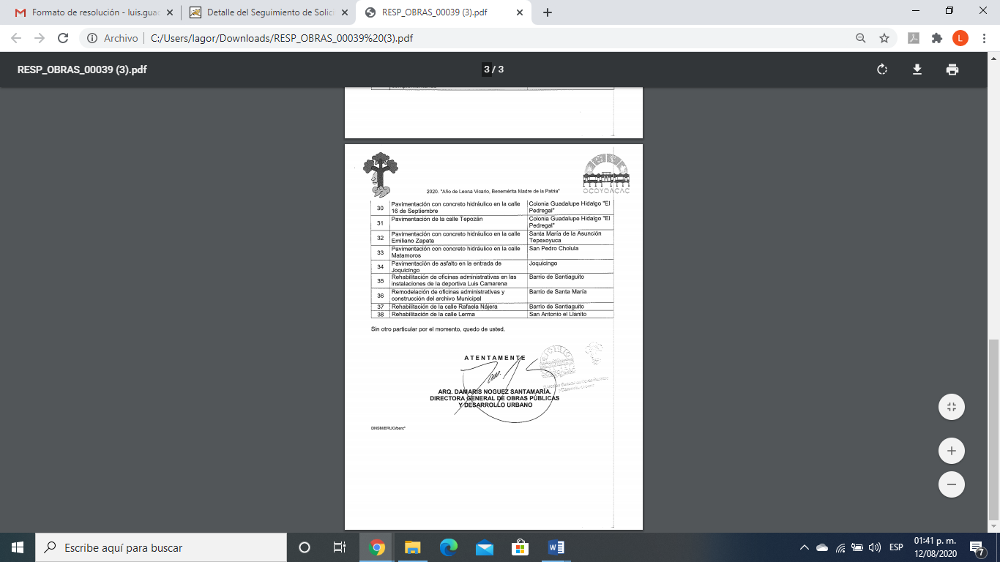 Formato de resolución - luis.guac
Detalle del Seguimiento de Solici
RESP_OBRAS_00039 (3).pdf
Archivo
C:/Users/lagor/Downloads/RESP_OBRAS_00039%20(3).pdf
L
RESP_OBRAS_00039 (3).pdf
3 / 3
OCOYOACAC
2020. "Año de Leona Vicario, Benemérita Madre de la Patria"
30 Pavimentación con concreto hidráulico en la calle Colonia Guadalupe Hidalgo "El
16 de Septiembre Pedregal"
31 Pavimentación de la calle Tepozán Colonia Guadalupe Hidalgo "El
Pedregal"
32 Pavimentación con concreto hidráulico en la calle Santa María de la Asunción
Emiliano Zapata Tepexoyuca
33 Pavimentación con concreto hidráulico en la calle San Pedro Cholula
Matamoros
34 Pavimentación de asfalto en la entrada de Joquicingo
Joquicingo
35 Rehabilitación de oficinas administrativas en las Barrio de Santiaguito
instalaciones de la deportiva Luis Camarena
36 Remodelación de oficinas administrativas y Barrio de Santa María
construcción del archivo Municipal
37 Rehabilitación de la calle Rafaela Nájera Barrio de Santiaguito
38 Rehabilitación de la calle Lerma San Antonio el Llanito
Sin otro particular por el momento, quedo de usted.
A T E N T A M E N T E
ARQ. DAMARIS NOGUEZ SANTAMARÍA.
DIRECTORA GENERAL DE OBRAS PÚBLICAS
Y DESARROLLO URBANO
Escribe aquí para buscar
ESP
01:41 p. m.
12/08/2020
7